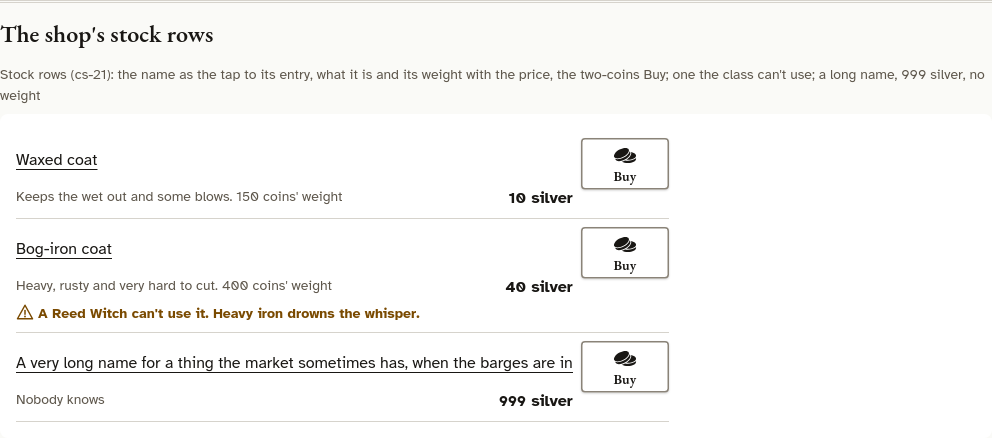 The shop's stock rows
Stock rows (cs-21): the name as the tap to its entry, what it is and its weight with the price, the two-coins Buy; one the class can't use; a long name, 999 silver, no
weight
Waxed coat
Buy
Keeps the wet out and some blows. 150 coins' weight
10 silver
Bog-iron coat
Buy
Heavy, rusty and very hard to cut. 400 coins' weight
40 silver
A Reed Witch can't use it. Heavy iron drowns the whisper.
A very long name for a thing the market sometimes has, when the barges are in
Buy
Nobody knows
999 silver